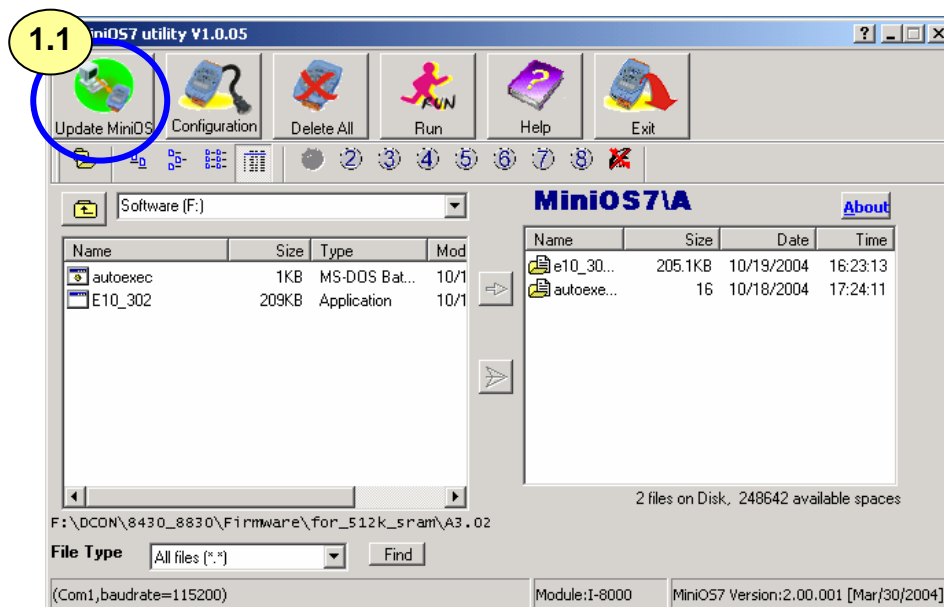 1.1
iniOS7 utility V1.0.05
Update MiniOS
Configuration
Delete All
Run
Help
Exit
RUN
2 3 4 5 6 7 8
Software (F:)
MiniOS7\A
About
Name Size Type Mod
autoexec 1KB MS-DOS Bat... 10/1
E10_302 209KB Application 10/1
Name Size Date Time
e10_30... 205.1KB 10/19/2004 16:23:13
autoexe... 16 10/18/2004 17:24:11
2 files on Disk, 248642 avai​lable spaces
F:\DCON\8430_8830\Firmware\for_512k_sram\A3.02
File Type All files (*.*) Find
(Com1,baudrate=115200) Module:I-8000 MiniOS7 Version:2.00.001 [Mar/30/2004]